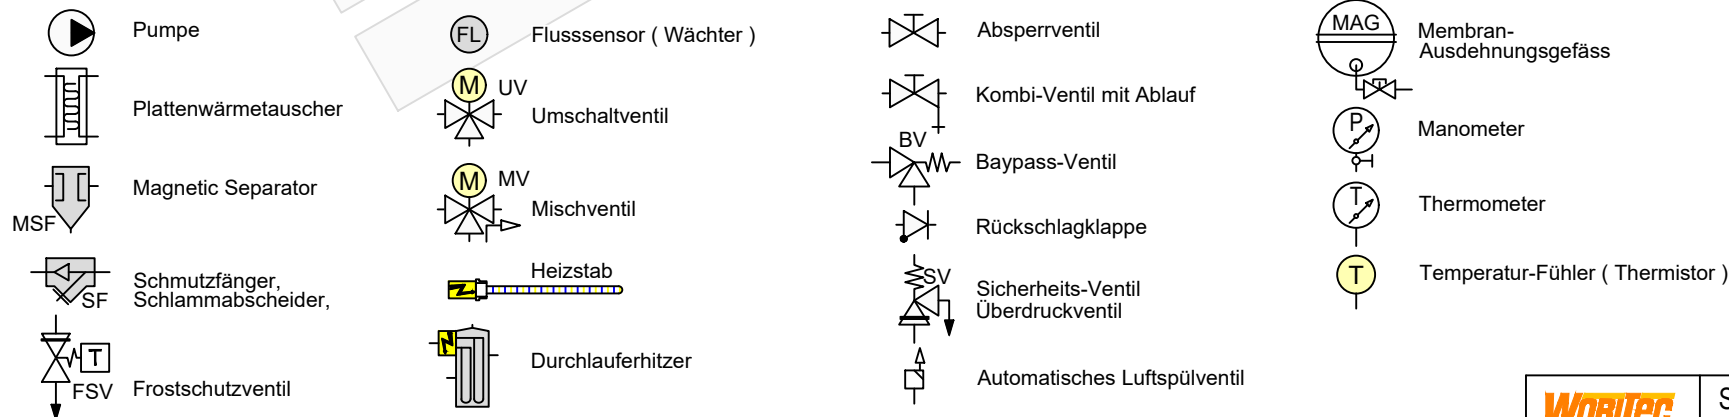 Pumpe
Plattenwärmetauscher
Magnetic Separator
MSF
Schmutzfänger,
Schlammabscheider,
SF
T
FSV
Frostschutzventil
FL
Flusssensor ( Wächter )
M
UV
Umschaltventil
M
MV
Mischventil
Heizstab
Durchlauferhitzer
Absperrventil
Kombi-Ventil mit Ablauf
BV
Baypass-Ventil
Rückschlagklappe
SV
Sicherheits-Ventil
Überdruckventil
Automatisches Luftspülventil
MAG
Membran-
Ausdehnungsgefäss
P
Manometer
T
Thermometer
T
Temperatur-Fühler ( Thermistor )
WOBITEC
S